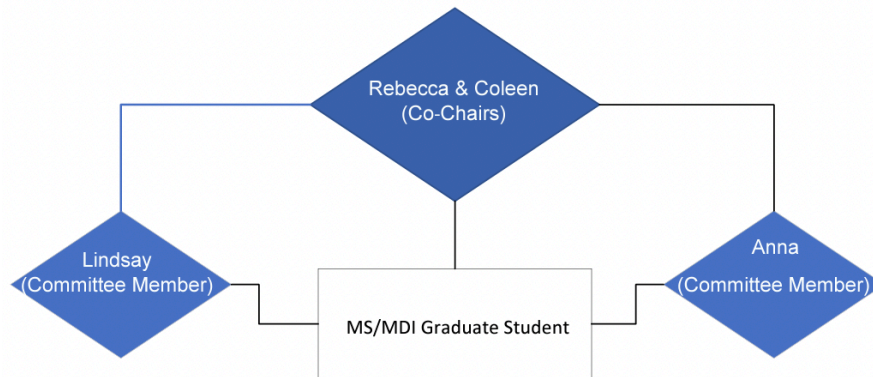 Rebecca & Coleen
(Co-Chairs)
Lindsay
(Committee Member)
Anna
(Committee Member)
MS/MDI Graduate Student